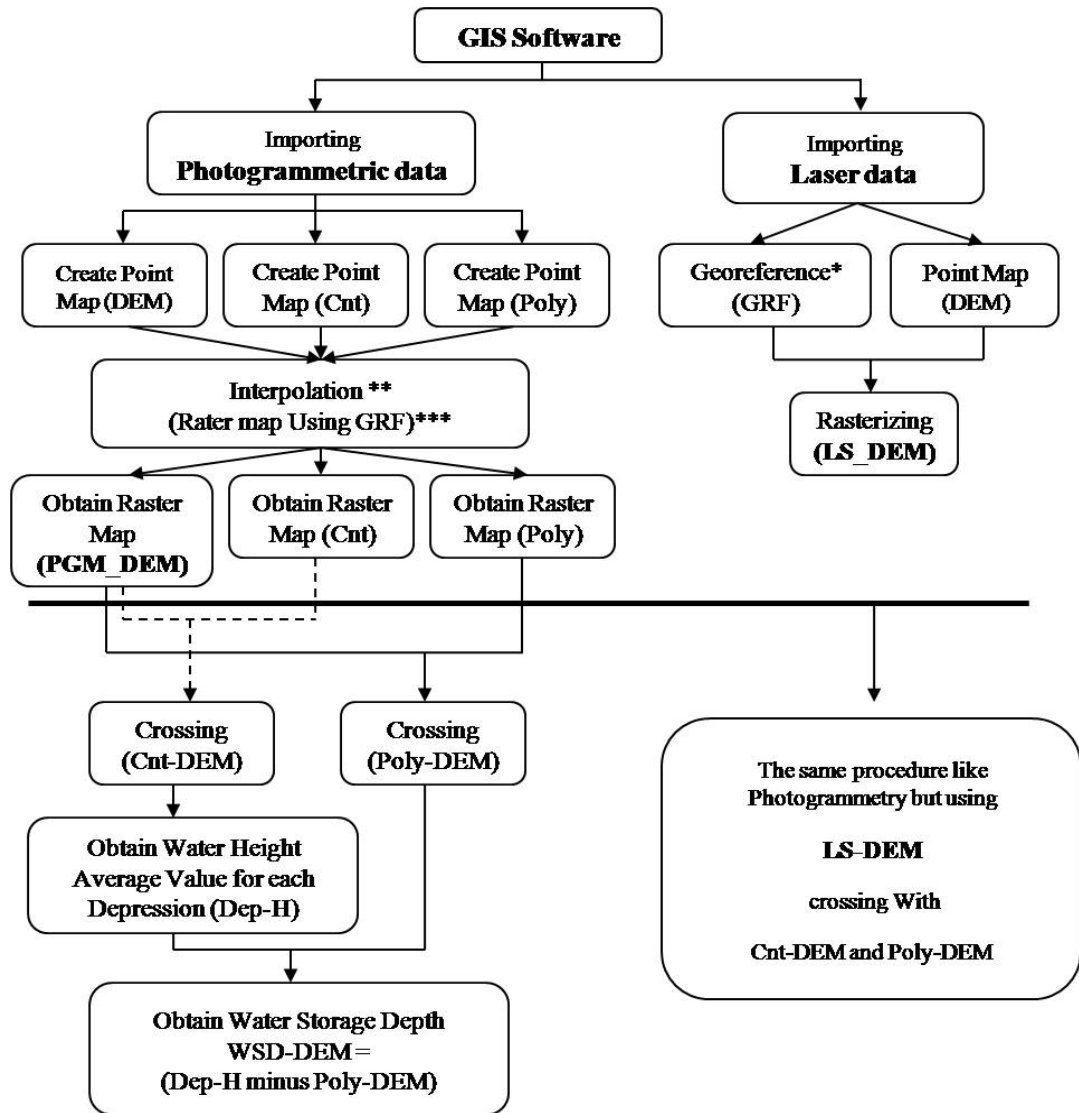 GIS Software
Importing
Photogrammetric data
Importing
Laser data
Create Point
Map (DEM)
Create Point
Map (Cnt)
Create Point
Map (Poly)
Georeference*
(GRF)
Point Map
(DEM)
Interpolation **
(Rater map Using GRF)***
Rasterizing
(LS_DEM)
Obtain Raster
Map
(PGM_DEM)
Obtain Raster
Map (Cnt)
Obtain Raster
Map (Poly)
Crossing
(Cnt-DEM)
Crossing
(Poly-DEM)
Obtain Water Height
Average Value for each
Depression (Dep-H)
Obtain Water Storage Depth
WSD-DEM =
(Dep-H minus Poly-DEM)
The same procedure like
Photogrammetry but using
LS-DEM
crossing With
Cnt-DEM and Poly-DEM